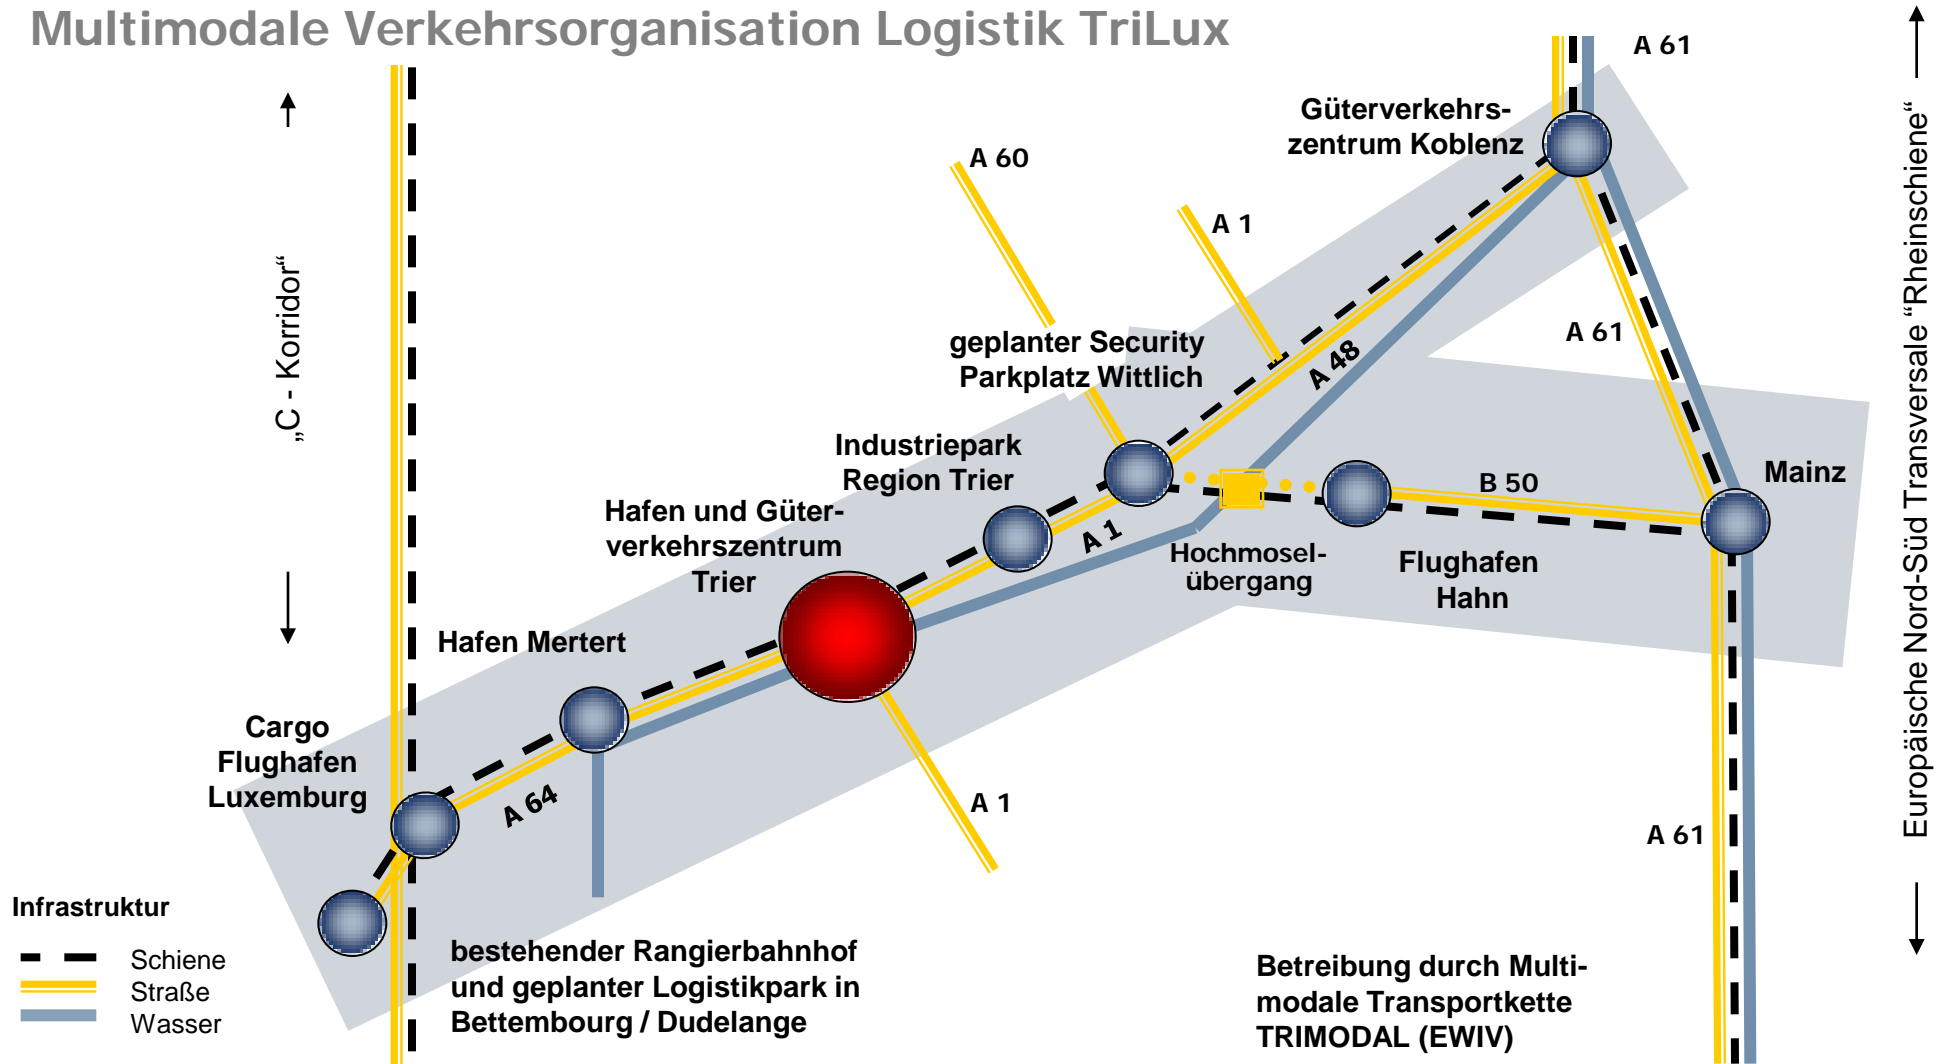 Multimodale Verkehrsorganisation Logistik TriLux
A 61
Güterverkehrs-
zentrum Koblenz
A 60
A 1
„C - Korridor“
Europäische Nord-Süd Transversale “Rheinschiene“
geplanter Security
Parkplatz Wittlich
A 48
A 61
Industriepark
Region Trier
Mainz
B 50
Hafen und Güter-
verkehrszentrum
Trier
A 1
Hochmosel-
übergang
Flughafen
Hahn
Hafen Mertert
Cargo
Flughafen
Luxemburg
A 64
A 1
A 61
Infrastruktur
Schiene
Straße
Wasser
bestehender Rangierbahnhof
und geplanter Logistikpark in
Bettembourg / Dudelange
Betreibung durch Multi-
modale Transportkette
TRIMODAL (EWIV)